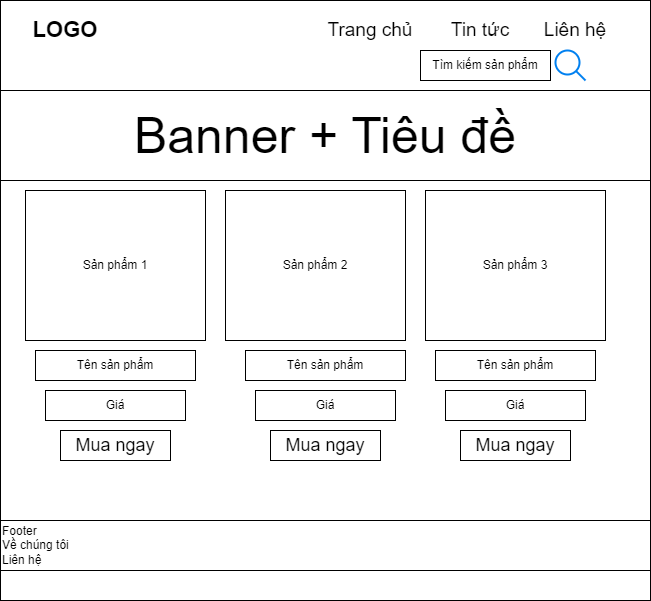 LOGO
Trang chủ Tin tức Liên hệ
Tìm kiếm sản phẩm
Banner + Tiêu đề
Sản phẩm 1 Sản phẩm 2 Sản phẩm 3
Tên sản phẩm Tên sản phẩm Tên sản phẩm
Giá Giá Giá
Mua ngay Mua ngay Mua ngay
Footer
Về chúng tôi
Liên hệ